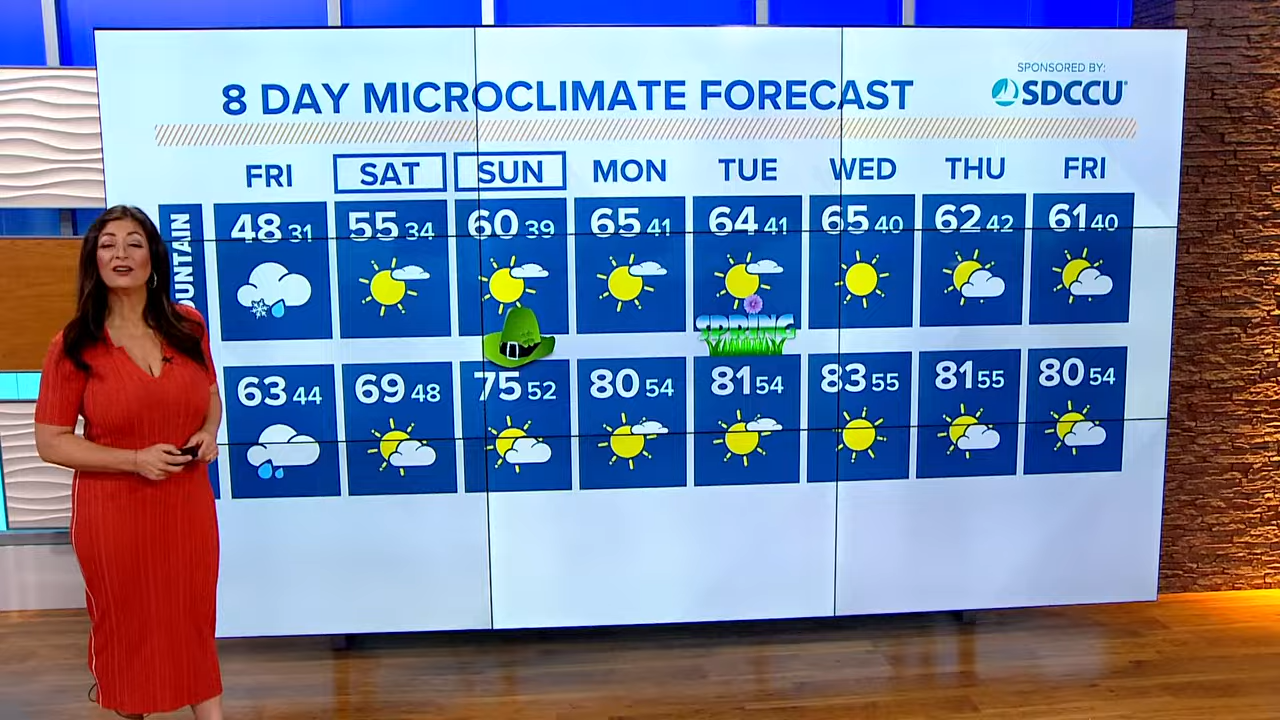 SPONSORED BY:
SDCCU
8 DAY MICROCLIMATE FORECAST
FRI SAT SUN MON TUE WED THU FRI
48 31 55 34 60 39 65 41 64 41 65 40 62 42 61 40
SPRING
63 44 69 48 75 52 80 54 81 54 83 55 81 55 80 54